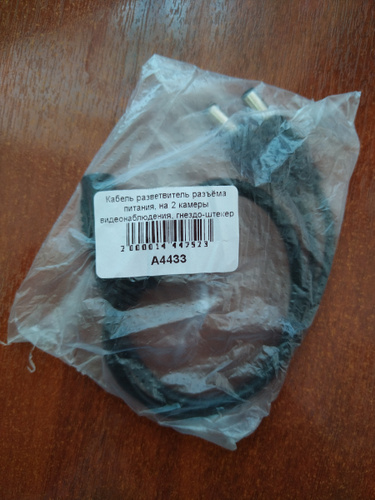 Кабель разветвитель разъёма
питания, на 2 камеры
видеонаблюдения, гнездо-штекер
2 000014 447523
A4433